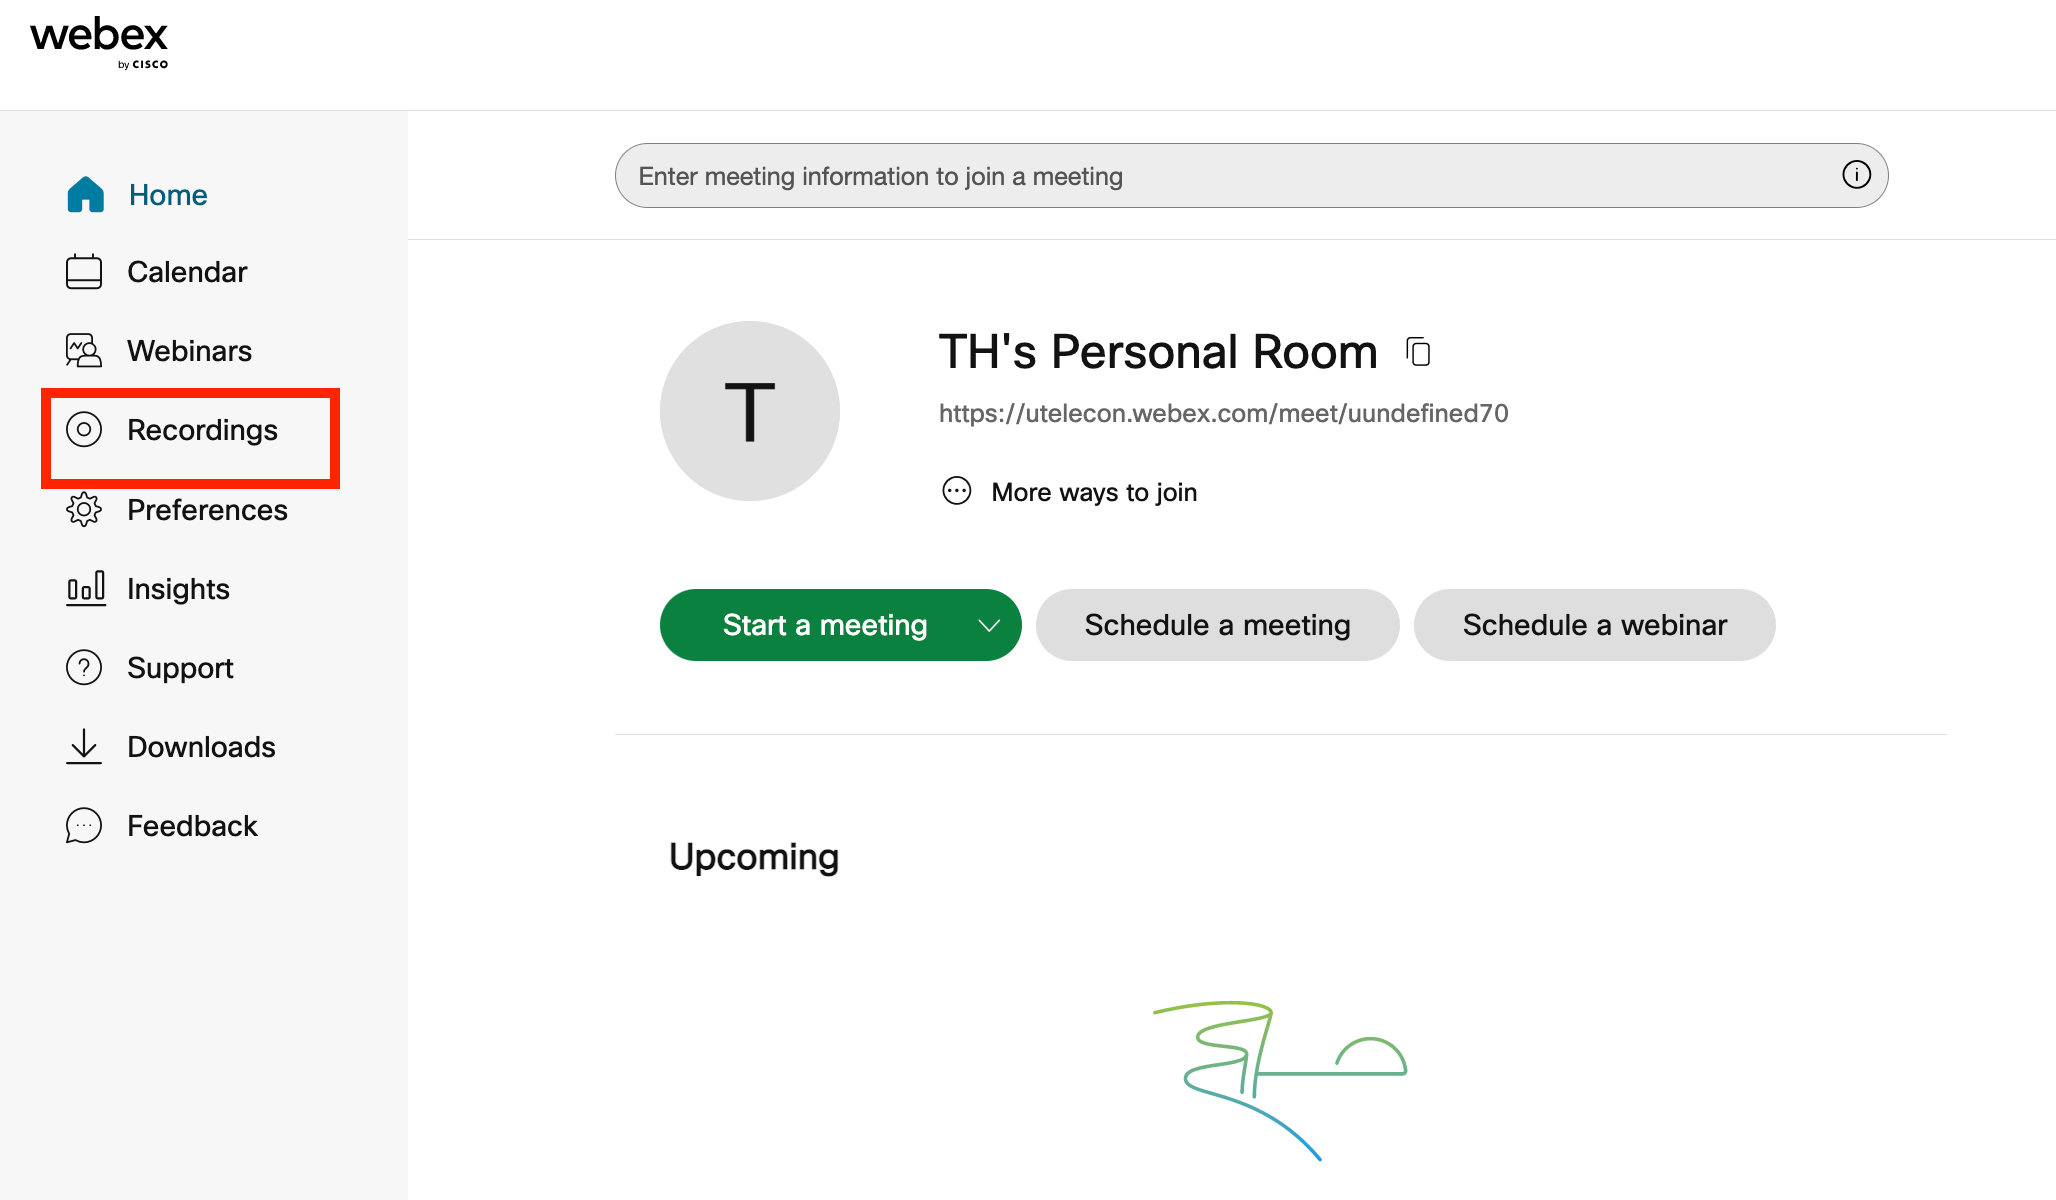 webex
by CISCO
Home
Calendar
Webinars
Recordings
Preferences
Insights
Support
Downloads
Feedback
Enter meeting information to join a meeting
T
TH's Personal Room
https://utelecon.webex.com/meet/uundefined70
More ways to join
Start a meeting
Schedule a meeting
Schedule a webinar
Upcoming